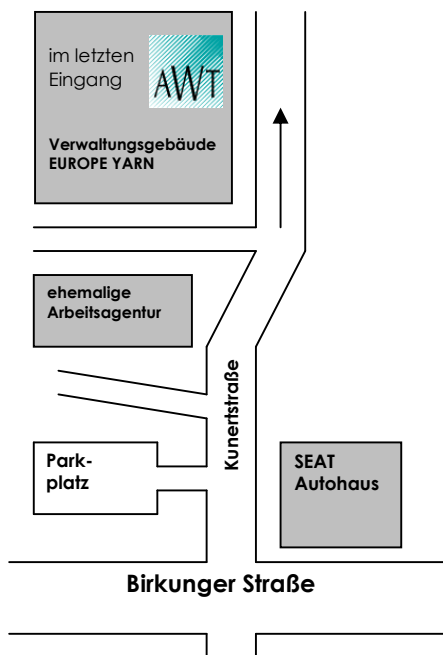 im letzten
Eingang
AWT
Verwaltungsgebäude
EUROPE YARN
ehemalige
Arbeitsagentur
Kunertstraße
Park-
platz
SEAT
Autohaus
Birkunger Straße